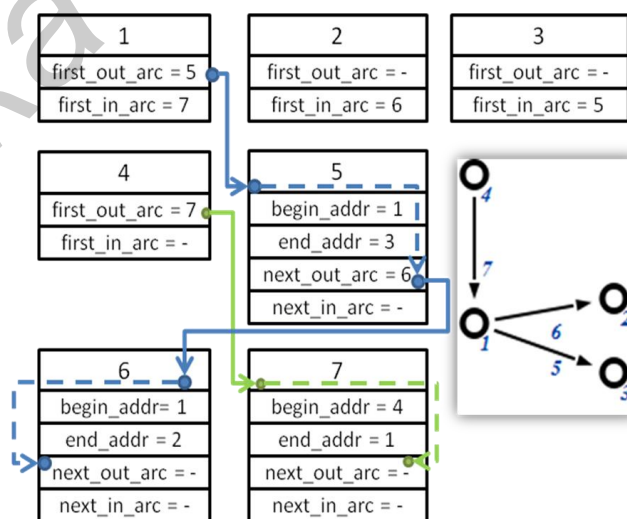 1
first_out_arc = 5
first_in_arc = 7
2
first_out_arc = -
first_in_arc = 6
3
first_out_arc = -
first_in_arc = 5
4
first_out_arc = 7
first_in_arc = -
5
begin_addr = 1
end_addr = 3
next_out_arc = 6
next_in_arc = -
6
begin_addr= 1
end_addr = 2
next_out_arc = -
next_in_arc = -
7
begin_addr = 4
end_addr = 1
next_out_arc = -
next_in_arc = -
4
7
1
6
5
2
3